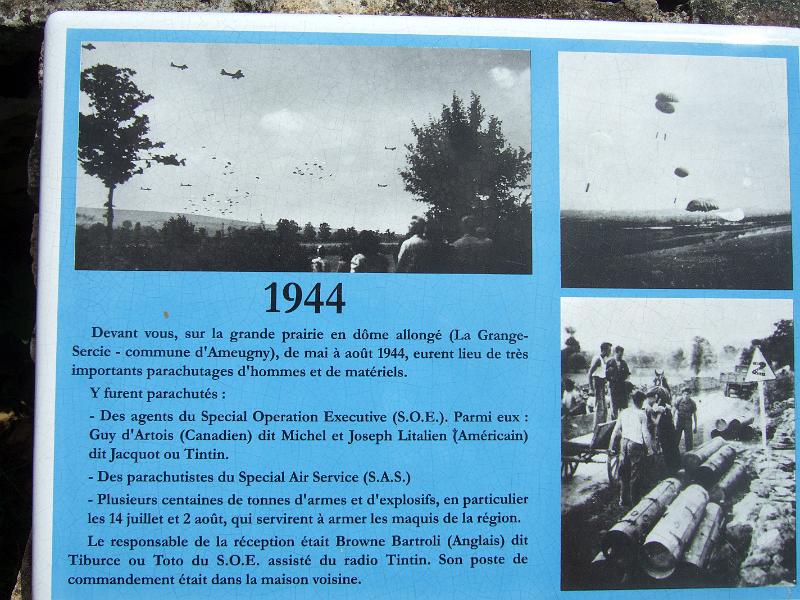 1944
Devant vous, sur la grande prairie en dôme allongé (La Grange-
Sercie - commune d'Ameugny), de mai à août 1944, eurent lieu de très
importants parachutages d'hommes et de matériels.
Y furent parachutés :
- Des agents du Special Operation Executive (S.O.E.). Parmi eux :
Guy d'Artois (Canadien) dit Michel et Joseph Litalien (Américain)
dit Jacquot ou Tintin.
- Des parachutistes du Special Air Service (S.A.S.)
- Plusieurs centaines de tonnes d'armes et d'explosifs, en particulier
les 14 juillet et 2 août, qui servirent à armer les maquis de la région.
Le responsable de la réception était Browne Bartroli (Anglais) dit
Tiburce ou Toto du S.O.E. assisté du radio Tintin. Son poste de
commandement était dans la maison voisine.